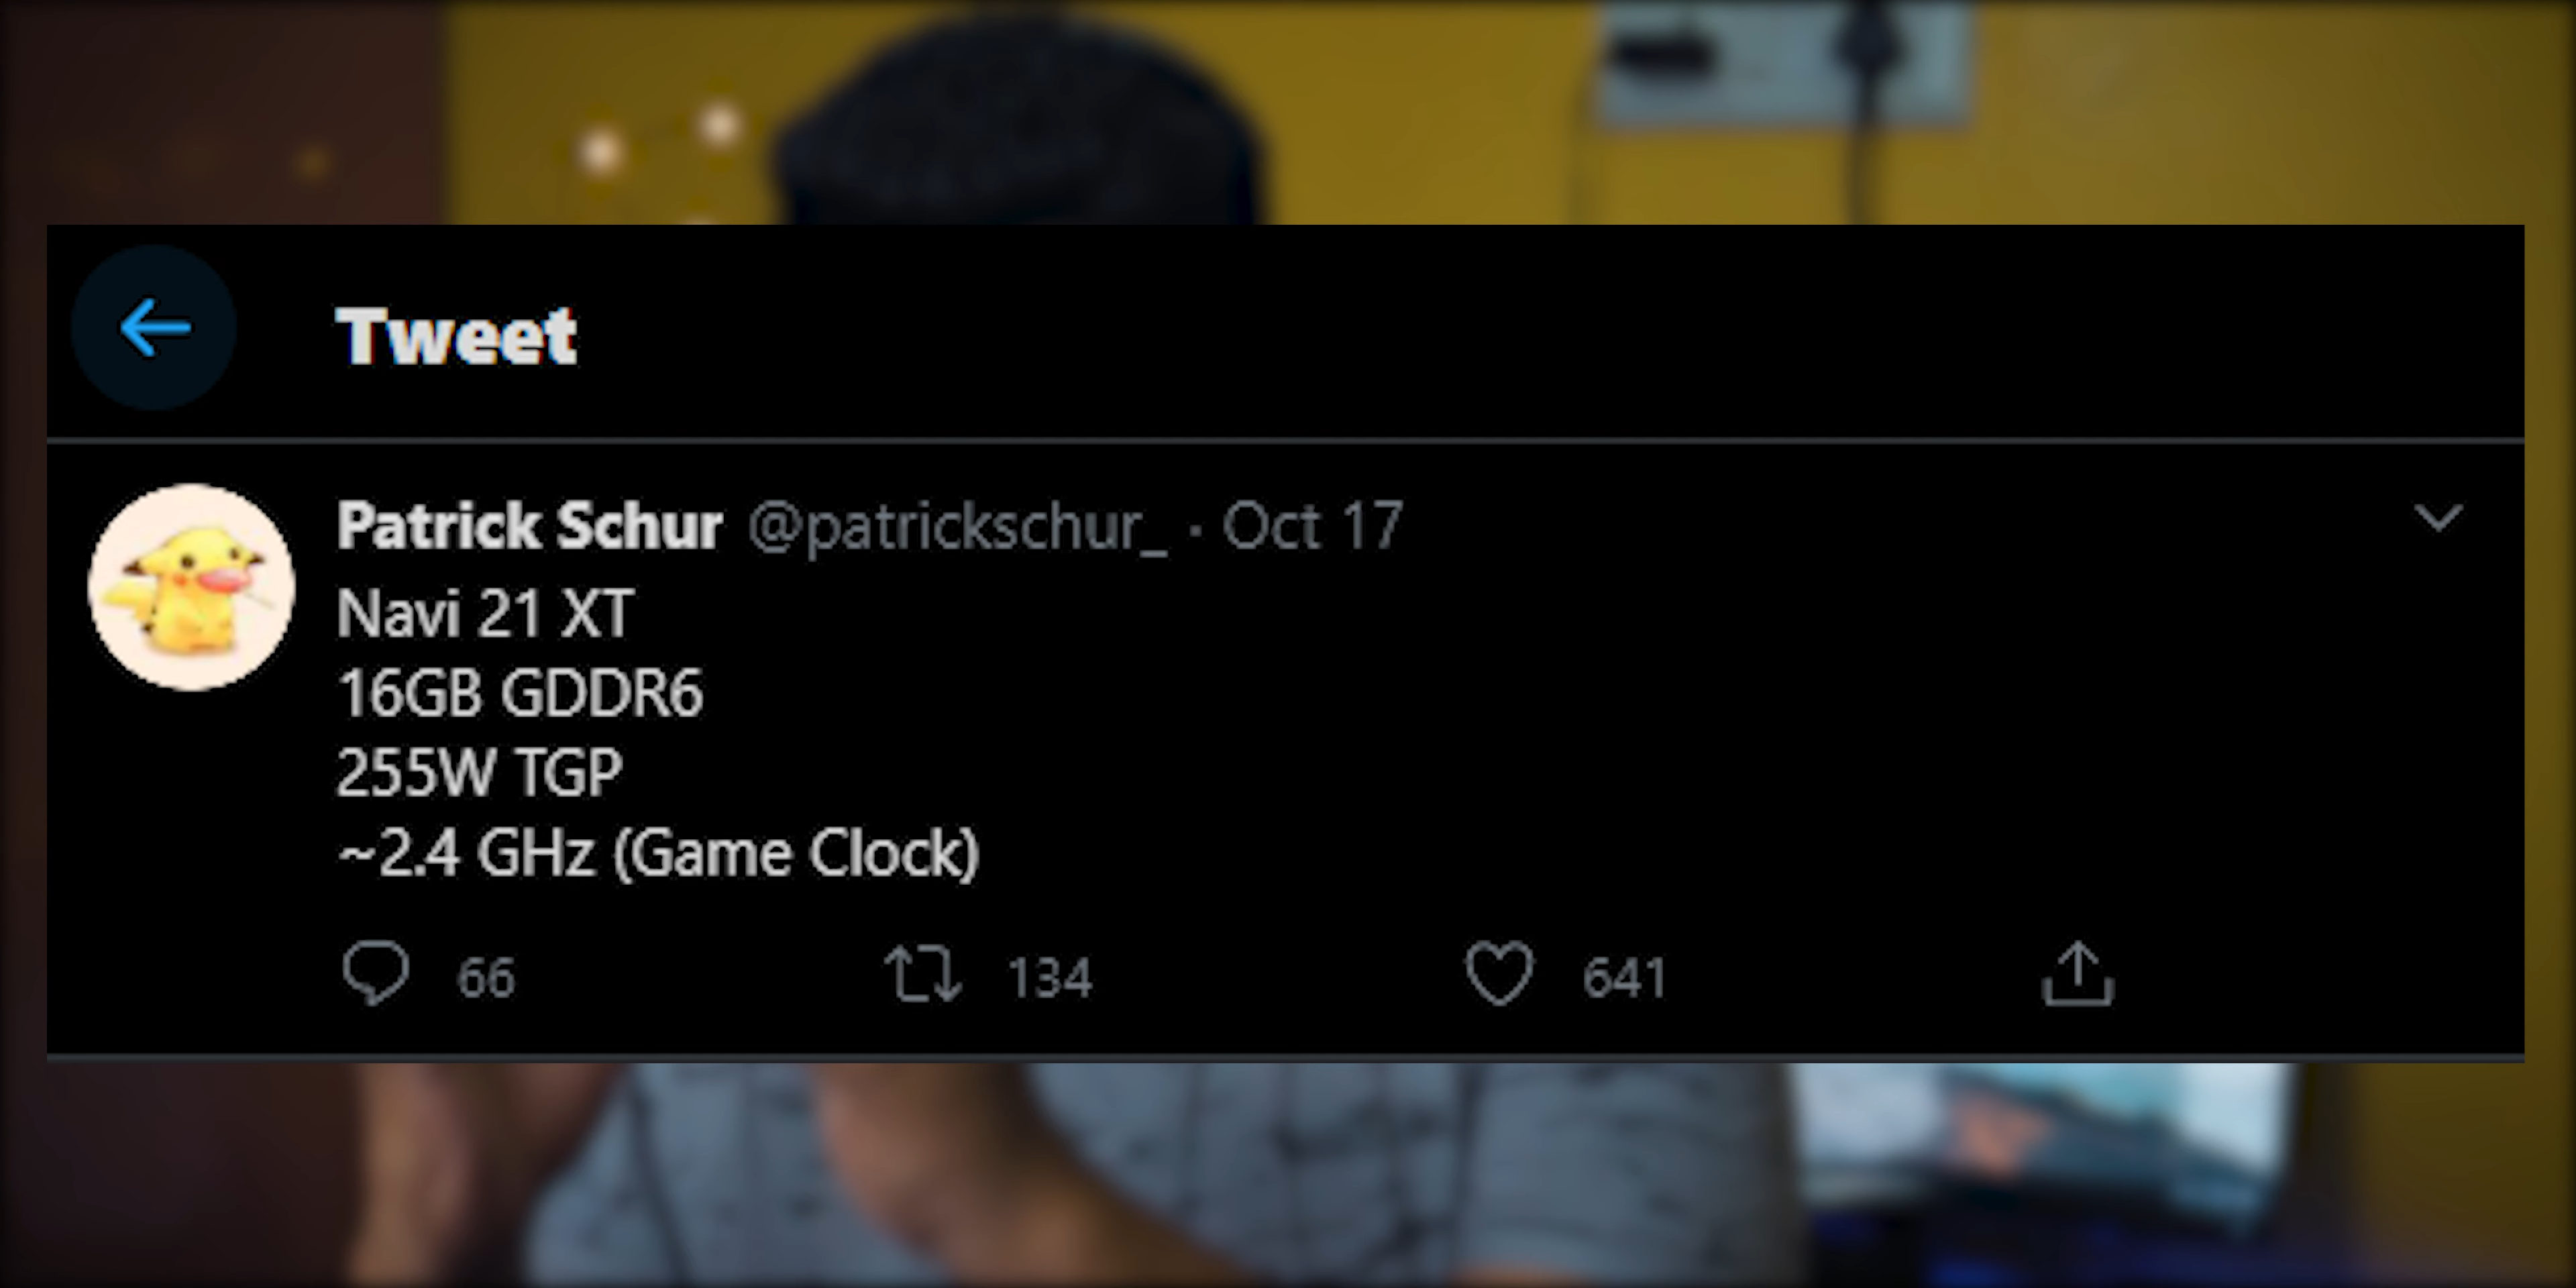 Tweet
Patrick Schur @patrickschur_ · Oct 17
Navi 21 XT
16GB GDDR6
255W TGP
~2.4 GHz (Game Clock)
66 134 641